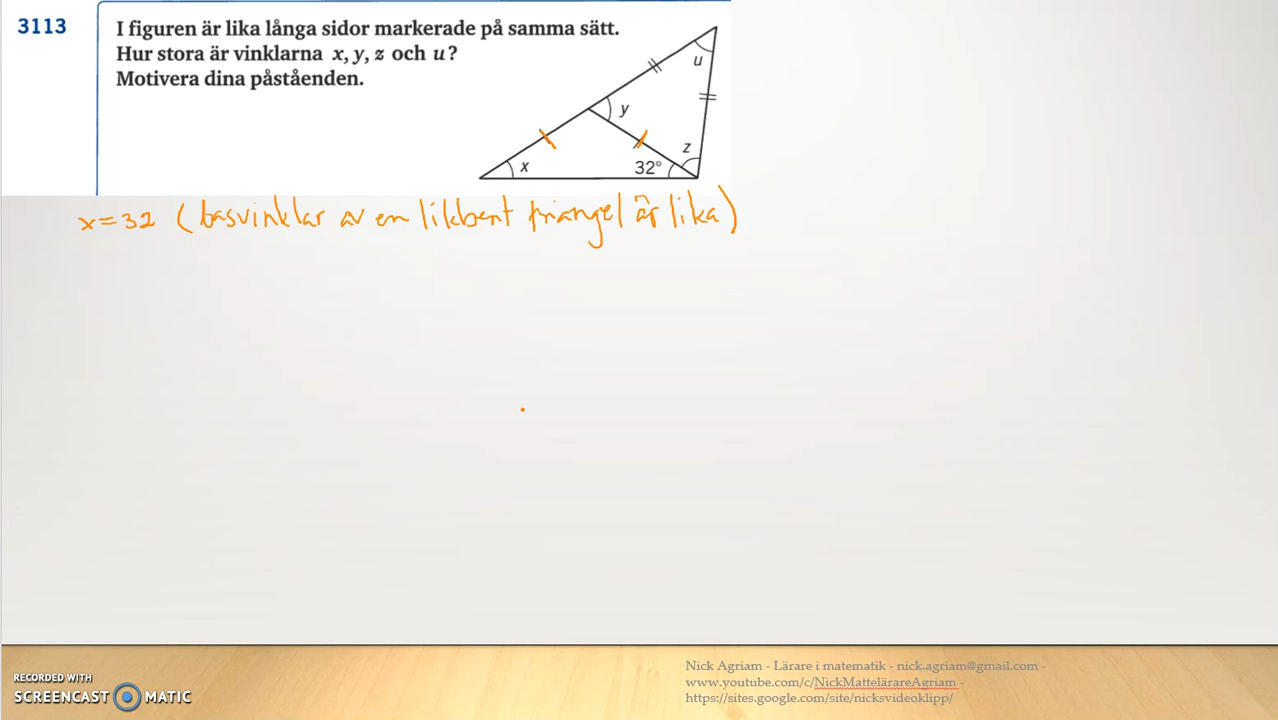 3113
I figuren är lika långa sidor markerade på samma sätt.
Hur stora är vinklarna x, y, z och u?
Motivera dina påståenden.
u
y
z
x
32°
x=32 (basvinklar av en likbent triangel är lika)
RECORDED WITH
SCREENCAST MATIC
Nick Agriam - Lärare i matematik - nick.agriam@gmail.com -
www.youtube.com/c/NickMattelärareAgriam -
https://sites.google.com/site/nicksvideoklipp/